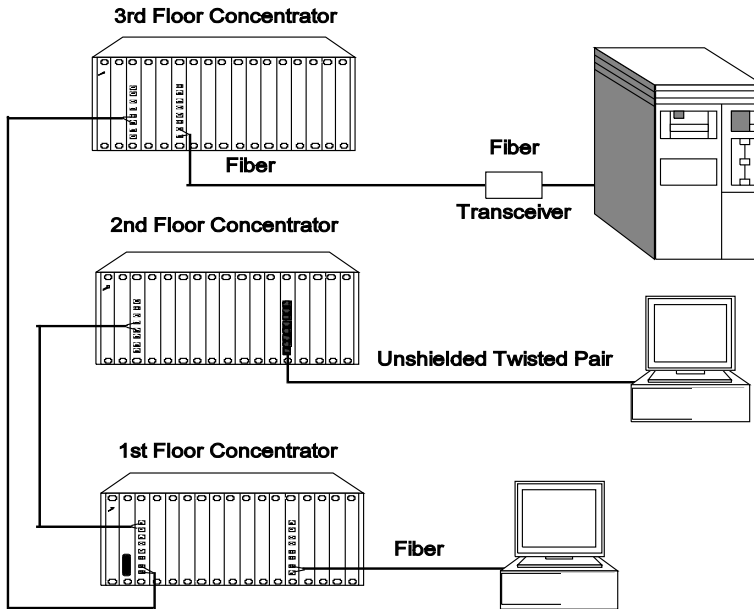 3rd Floor Concentrator
Fiber
Fiber
Transceiver
2nd Floor Concentrator
Unshielded Twisted Pair
1st Floor Concentrator
Fiber